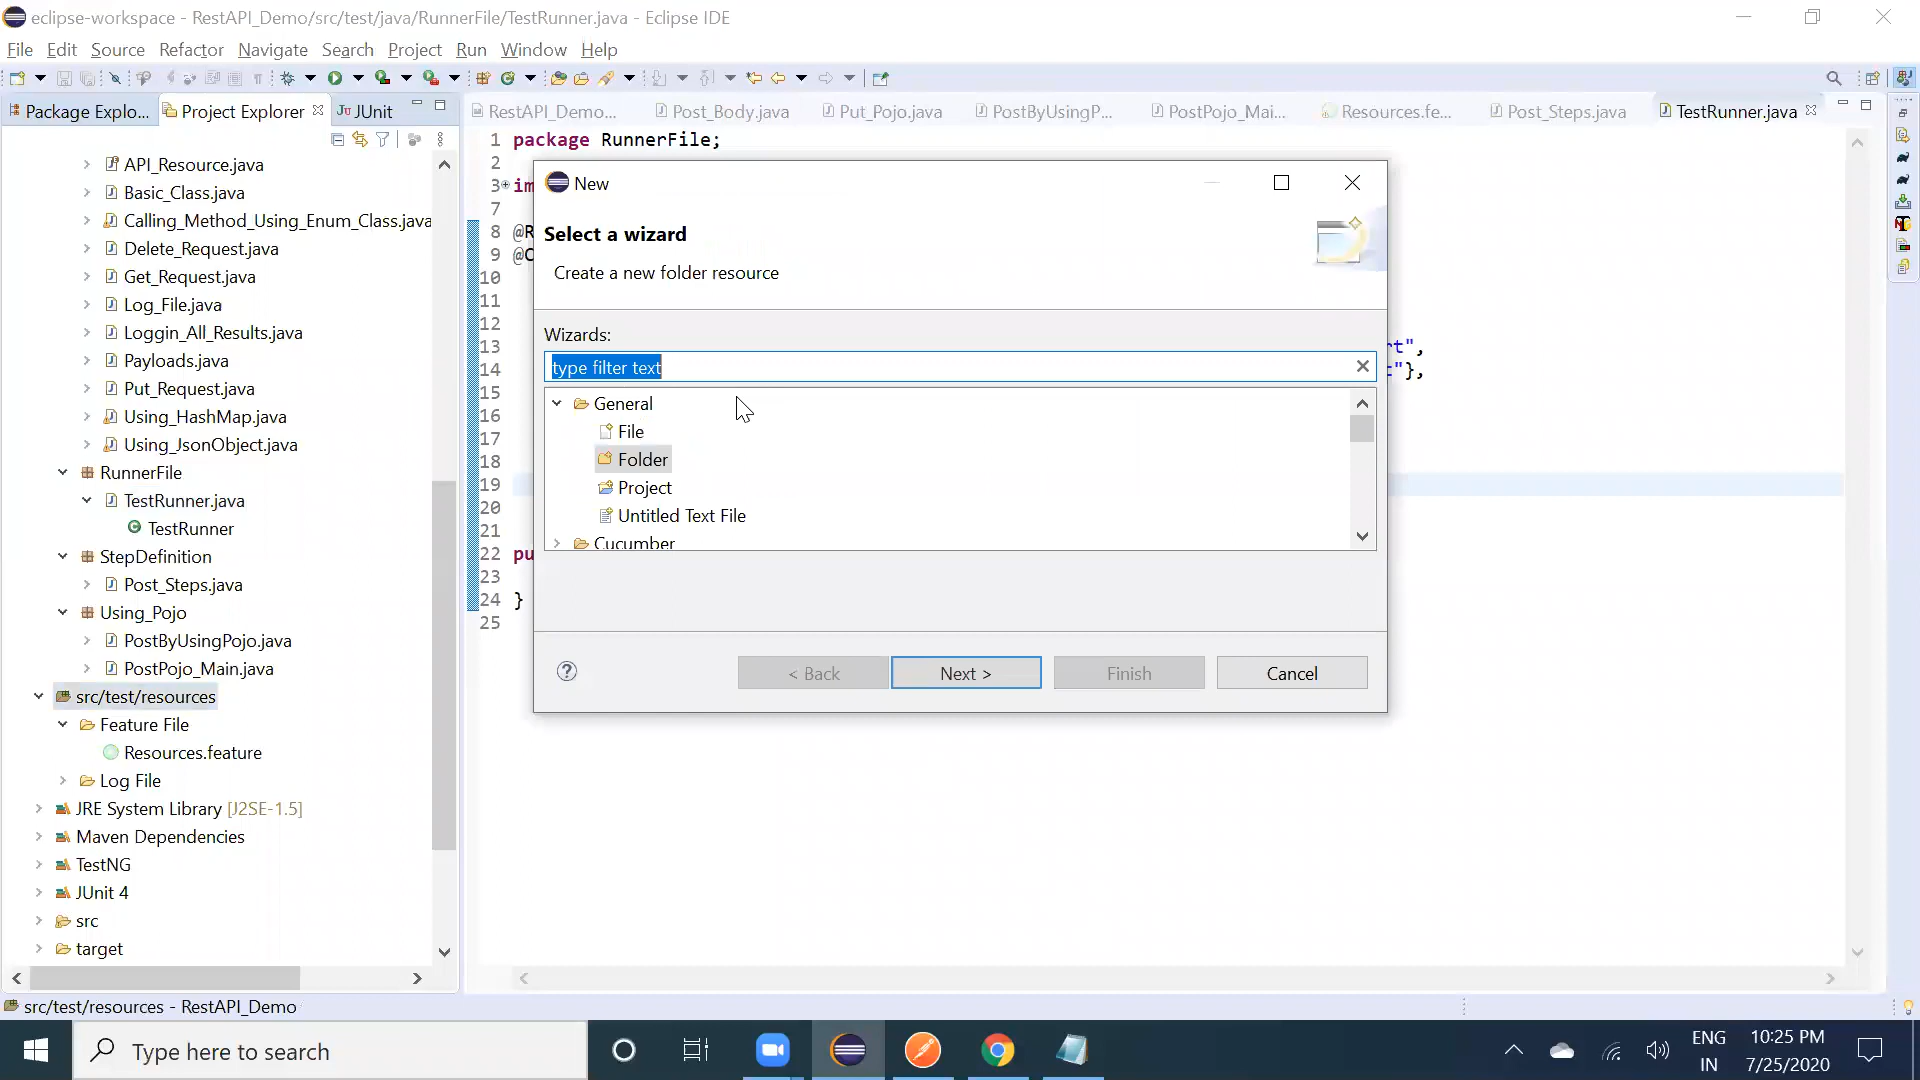 eclipse-workspace - RestAPI_Demo/src/test/java/RunnerFile/TestRunner.java - Eclipse IDE
File Edit Source Refactor Navigate Search Project Run Window Help
Package Explo... Project Explorer JUnit
RestAPI_Demo... Post_Body.java Put_Pojo.java PostByUsingP... PostPojo_Mai... Resources.fe... Post_Steps.java TestRunner.java
API_Resource.java
Basic_Class.java
Calling_Method_Using_Enum_Class.java
Delete_Request.java
Get_Request.java
Log_File.java
Loggin_All_Results.java
Payloads.java
Put_Request.java
Using_HashMap.java
Using_JsonObject.java
RunnerFile
TestRunner.java
TestRunner
StepDefinition
Post_Steps.java
Using_Pojo
PostByUsingPojo.java
PostPojo_Main.java
src/test/resources
Feature File
Resources.feature
Log File
JRE System Library [J2SE-1.5]
Maven Dependencies
TestNG
JUnit 4
src
target
1 package RunnerFile;
2
3 im
7
8 @R
9 @C
10
11
12
13 rt",
14 t"},
15
16
17
18
19
20
21
22 pu
23
24 }
25
New
Select a wizard
Create a new folder resource
Wizards:
type filter text
General
File
Folder
Project
Untitled Text File
Cucumber
< Back Next > Finish Cancel
src/test/resources - RestAPI_Demo
Type here to search
ENG
IN
10:25 PM
7/25/2020